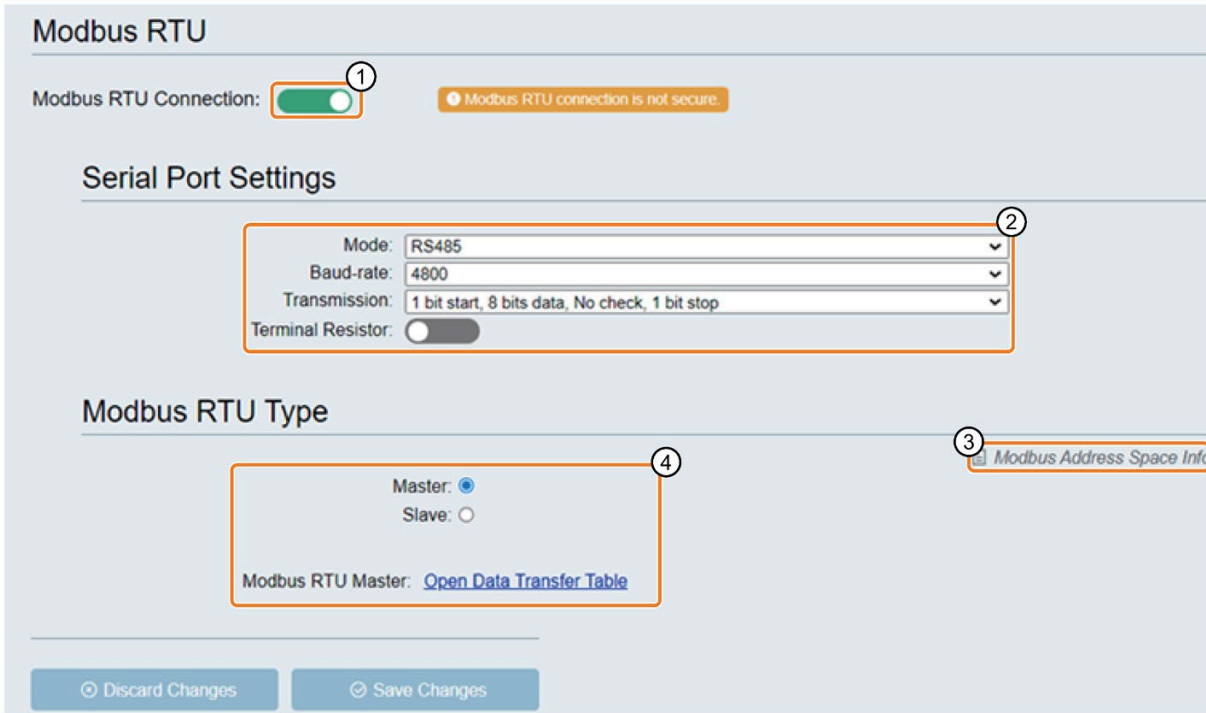 Modbus RTU
1
Modbus RTU Connection:
Modbus RTU connection is not secure.
Serial Port Settings
2
Mode: RS485
Baud-rate: 4800
Transmission: 1 bit start, 8 bits data, No check, 1 bit stop
Terminal Resistor:
Modbus RTU Type
3
Modbus Address Space Info
4
Master:
Slave:
Modbus RTU Master: Open Data Transfer Table
Discard Changes
Save Changes